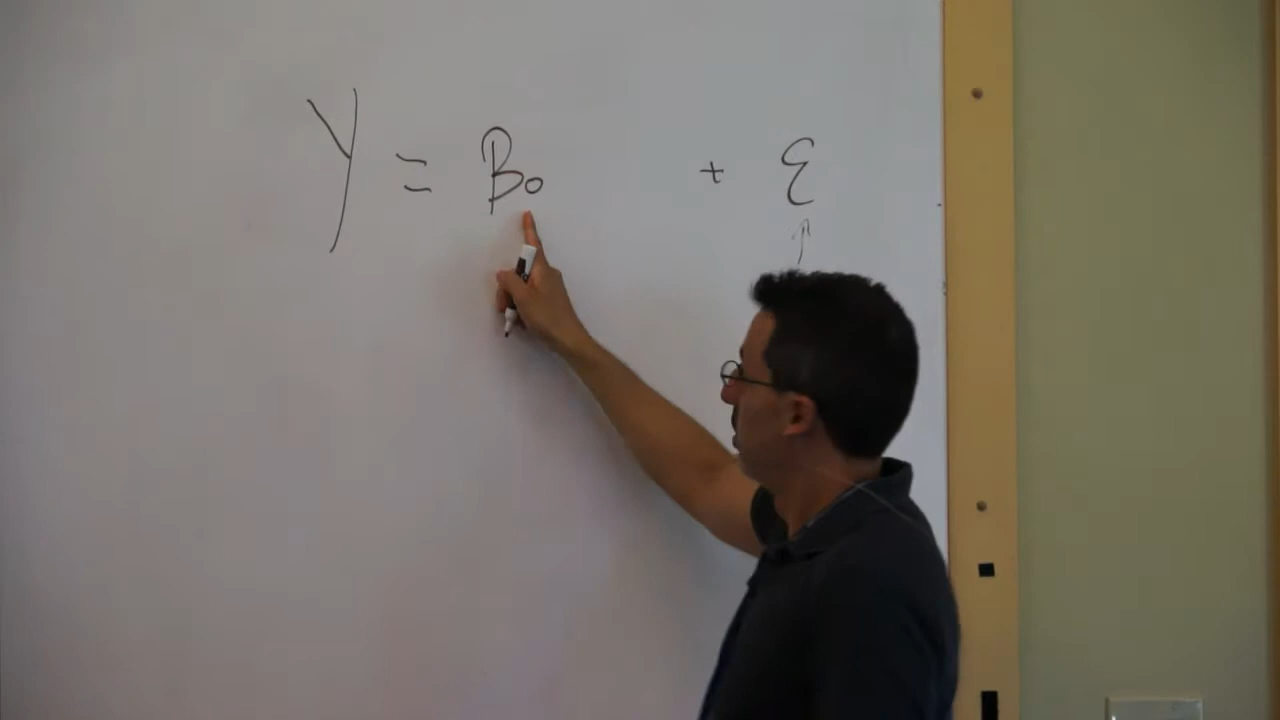 Y = B₀ + ε